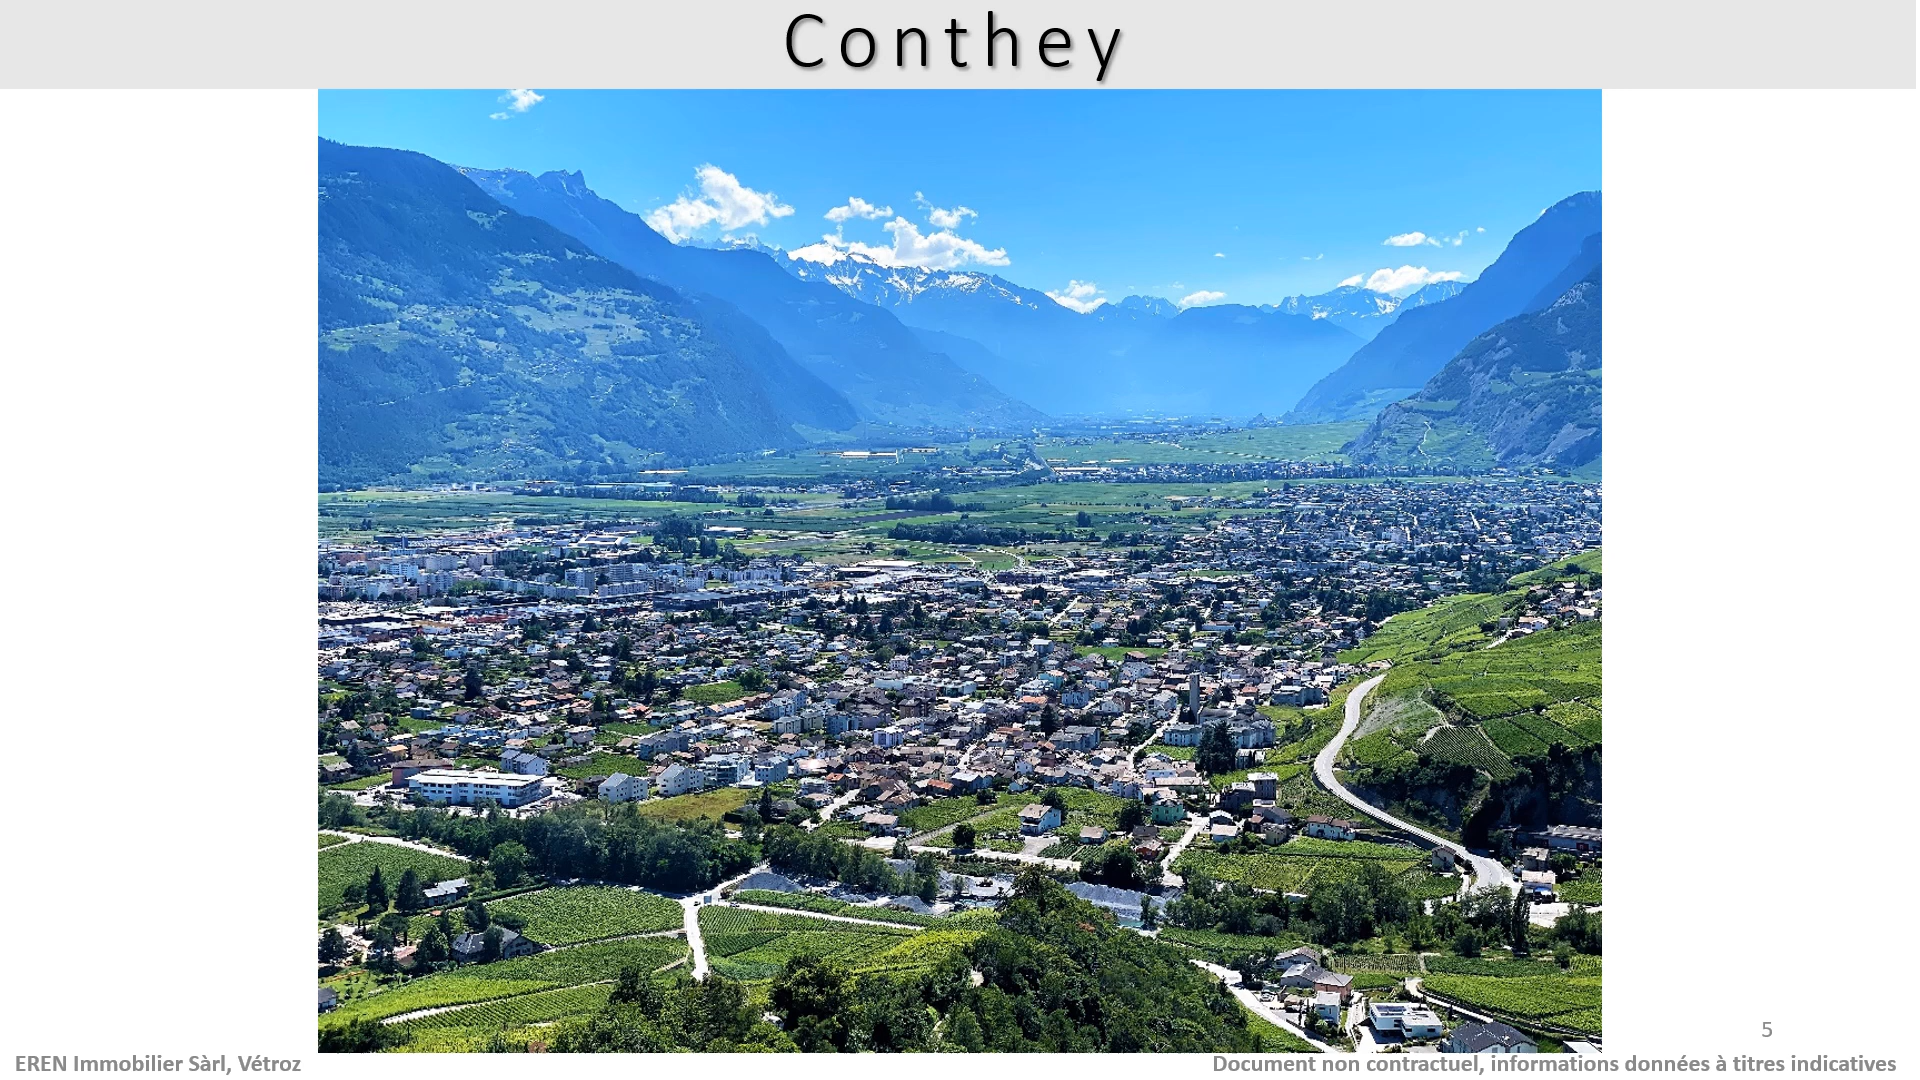 Conthey
5
EREN Immobilier Sàrl, Vétroz
Document non contractuel, informations données à titres indicatives